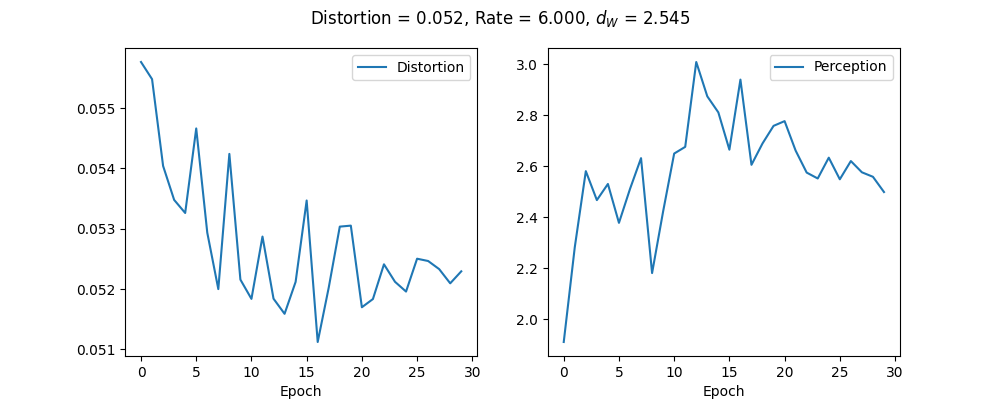 Distortion = 0.052, Rate = 6.000, d_W = 2.545
Distortion
0.055
0.054
0.053
0.052
0.051
0 5 10 15 20 25 30
Epoch
Perception
3.0
2.8
2.6
2.4
2.2
2.0
0 5 10 15 20 25 30
Epoch